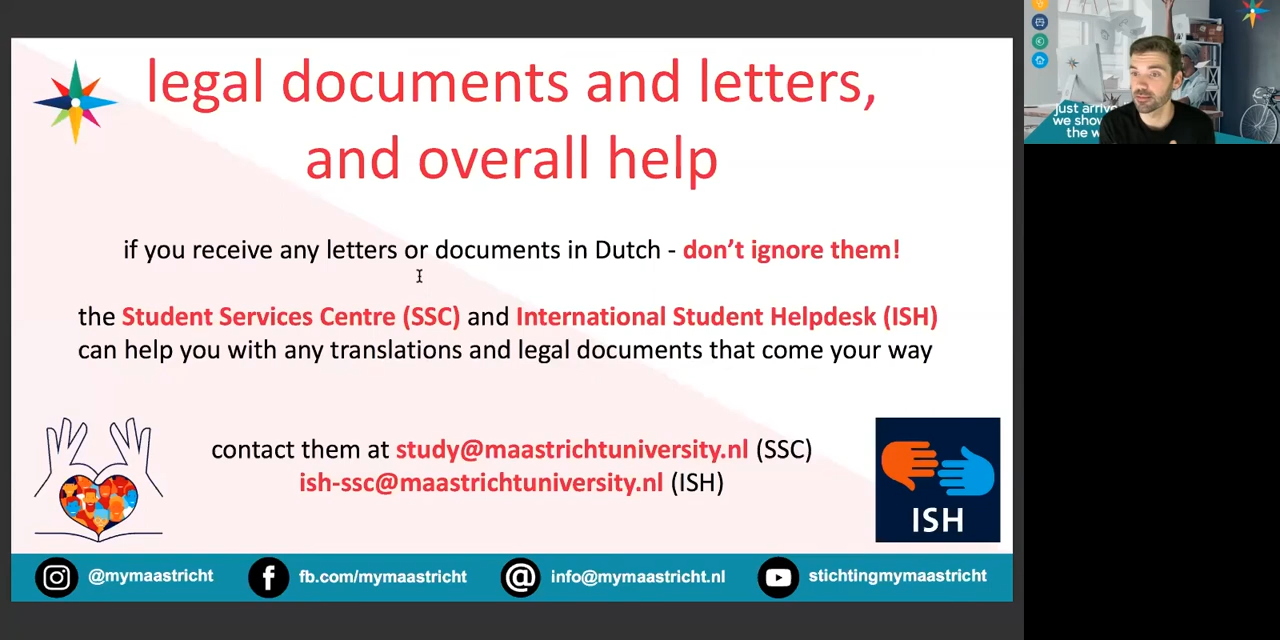 legal documents and letters,
and overall help
if you receive any letters or documents in Dutch - don't ignore them!
the Student Services Centre (SSC) and International Student Helpdesk (ISH)
can help you with any translations and legal documents that come your way
contact them at study@maastrichtuniversity.nl (SSC)
ish-ssc@maastrichtuniversity.nl (ISH)
ISH
@mymaastricht
fb.com/mymaastricht
info@mymaastricht.nl
stichtingmymaastricht
just
we
the